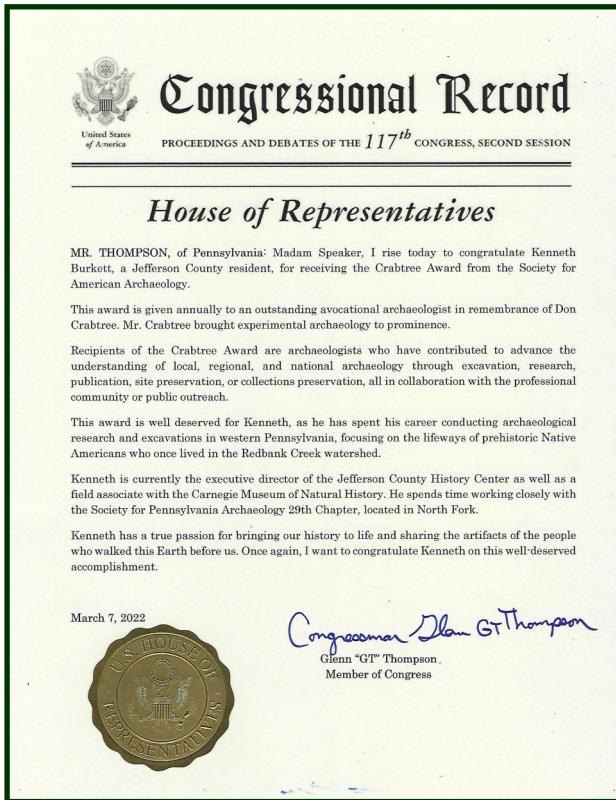 Congressional Record
United States
of America
PROCEEDINGS AND DEBATES OF THE 117th CONGRESS, SECOND SESSION
House of Representatives
MR. THOMPSON, of Pennsylvania: Madam Speaker, I rise today to congratulate Kenneth
Burkett, a Jefferson County resident, for receiving the Crabtree Award from the Society for
American Archaeology.
This award is given annually to an outstanding avocational archaeologist in remembrance of Don
Crabtree. Mr. Crabtree brought experimental archaeology to prominence.
Recipients of the Crabtree Award are archaeologists who have contributed to advance the
understanding of local, regional, and national archaeology through excavation, research,
publication, site preservation, or collections preservation, all in collaboration with the professional
community or public outreach.
This award is well deserved for Kenneth, as he has spent his career conducting archaeological
research and excavations in western Pennsylvania, focusing on the lifeways of prehistoric Native
Americans who once lived in the Redbank Creek watershed.
Kenneth is currently the executive director of the Jefferson County History Center as well as a
field associate with the Carnegie Museum of Natural History. He spends time working closely with
the Society for Pennsylvania Archaeology 29th Chapter, located in North Fork.
Kenneth has a true passion for bringing our history to life and sharing the artifacts of the people
who walked this Earth before us. Once again, I want to congratulate Kenneth on this well-deserved
accomplishment.
March 7, 2022
Congressman Glenn GT Thompson
Glenn "GT" Thompson
Member of Congress
U.S. HOUSE OF
REPRESENTATIVES